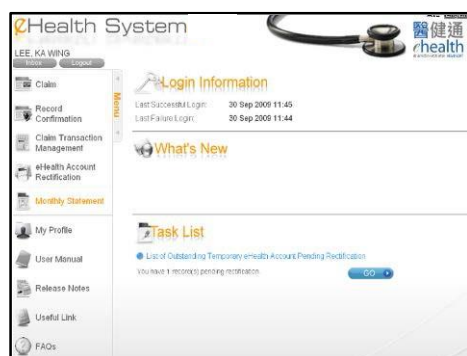 eHealth System
醫健通
ehealth
LEE, KA WING
Inbox Logout
Claim
Record
Confirmation
Claim Transaction
Management
eHealth Account
Rectification
Monthly Statement
My Profile
User Manual
Release Notes
Useful Link
FAQs
Menu
Login Information
Last Successful Login: 30 Sep 2009 11:45
Last Failure Login: 30 Sep 2009 11:44
What's New
Task List
List of Outstanding Temporary eHealth Account Pending Rectification
You have 1 record(s) pending rectification
GO